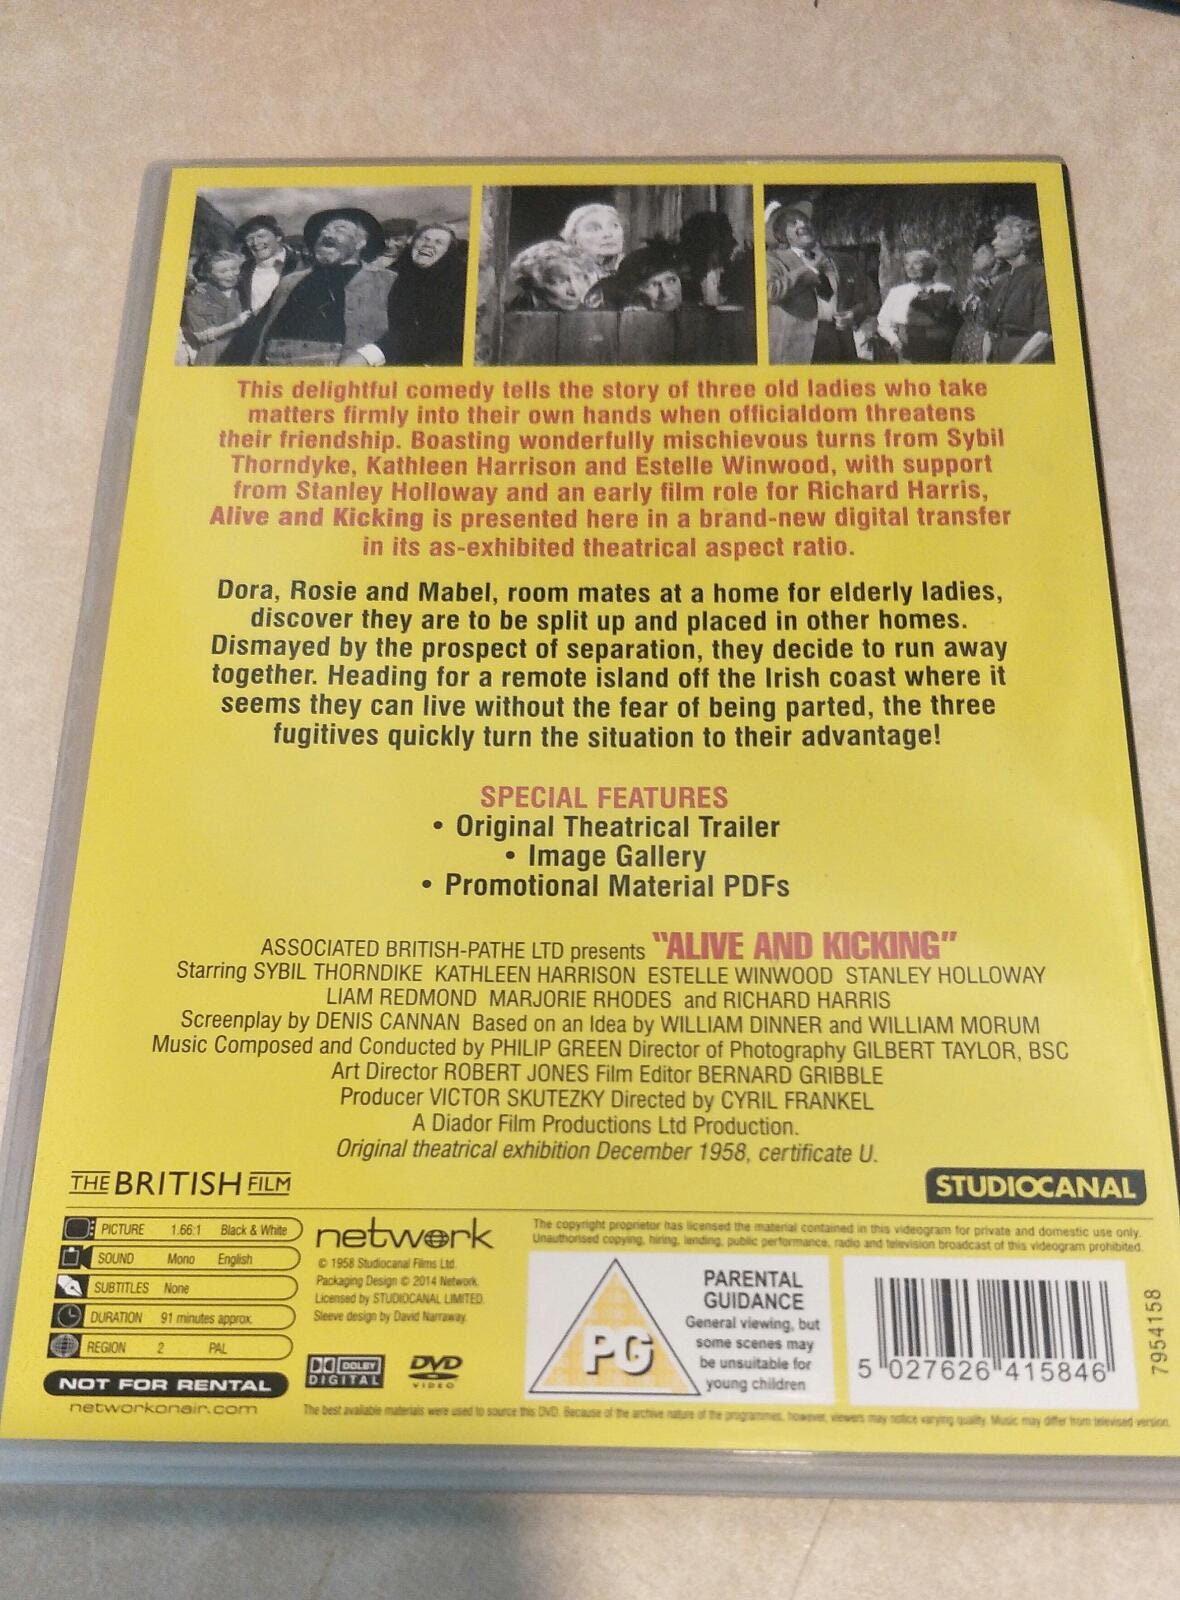 This delightful comedy tells the story of three old ladies who take
matters firmly into their own hands when officialdom threatens
their friendship. Boasting wonderfully mischievous turns from Sybil
Thorndyke, Kathleen Harrison and Estelle Winwood, with support
from Stanley Holloway and an early film role for Richard Harris,
Alive and Kicking is presented here in a brand-new digital transfer
in its as-exhibited theatrical aspect ratio.
Dora, Rosie and Mabel, room mates at a home for elderly ladies,
discover they are to be split up and placed in other homes.
Dismayed by the prospect of separation, they decide to run away
together. Heading for a remote island off the Irish coast where it
seems they can live without the fear of being parted, the three
fugitives quickly turn the situation to their advantage!
SPECIAL FEATURES
• Original Theatrical Trailer
• Image Gallery
• Promotional Material PDFs
ASSOCIATED BRITISH-PATHE LTD presents "ALIVE AND KICKING"
Starring SYBIL THORNDIKE KATHLEEN HARRISON ESTELLE WINWOOD STANLEY HOLLOWAY
LIAM REDMOND MARJORIE RHODES and RICHARD HARRIS
Screenplay by DENIS CANNAN Based on an Idea by WILLIAM DINNER and WILLIAM MORUM
Music Composed and Conducted by PHILIP GREEN Director of Photography GILBERT TAYLOR, BSC
Art Director ROBERT JONES Film Editor BERNARD GRIBBLE
Producer VICTOR SKUTEZKY Directed by CYRIL FRANKEL
A Diador Film Productions Ltd Production.
Original theatrical exhibition December 1958, certificate U.
THE BRITISH FILM
STUDIOCANAL
PICTURE 1.66:1 Black & White
SOUND Mono English
SUBTITLES None
DURATION 91 minutes approx.
REGION 2 PAL
NOT FOR RENTAL
networkonair.com
network
© 1958 Studiocanal Films Ltd.
Packaging Design © 2014 Network.
Licensed by STUDIOCANAL LIMITED.
Sleeve design by David Narraway.
DOLBY
DIGITAL
DVD
VIDEO
The copyright proprietor has licensed the material contained in this videogram for private and domestic use only.
Unauthorised copying, hiring, lending, public performance, radio and television broadcast of this videogram prohibited.
PG
PARENTAL
GUIDANCE
General viewing, but
some scenes may
be unsuitable for
young children
5 027626 415846
7954158
The best available materials were used to source this DVD. Because of the archive nature of the programmes, however, viewers may notice varying quality. Music may differ from televised version.